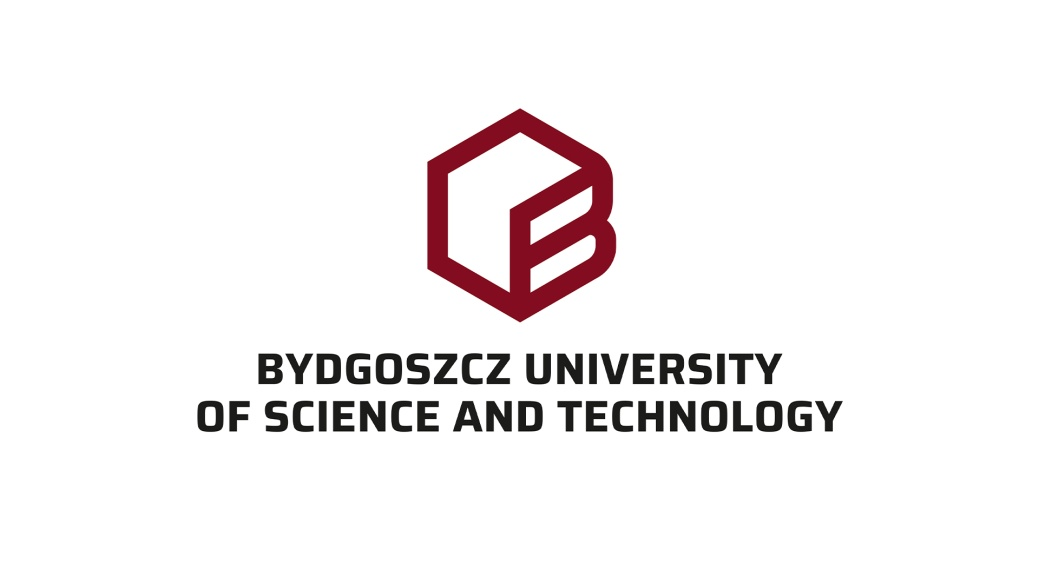 BYDGOSZCZ UNIVERSITY
OF SCIENCE AND TECHNOLOGY